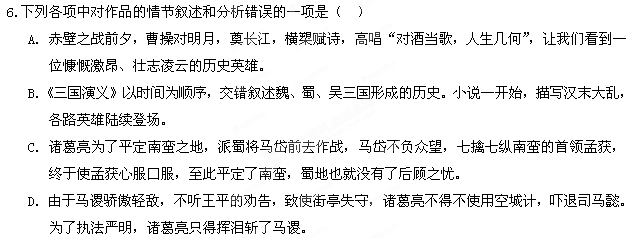 6.下列各项中对作品的情节叙述和分析错误的一项是（　）
A. 赤壁之战前夕，曹操对明月，奠长江，横槊赋诗，高唱“对酒当歌，人生几何”，让我们看到一
位慷慨激昂、壮志凌云的历史英雄。
B.《三国演义》以时间为顺序，交错叙述魏、蜀、吴三国形成的历史。小说一开始，描写汉末大乱，
各路英雄陆续登场。
C. 诸葛亮为了平定南蛮之地，派蜀将马岱前去作战，马岱不负众望，七擒七纵南蛮的首领孟获，
终于使孟获心服口服，至此平定了南蛮，蜀地也就没有了后顾之忧。
D. 由于马谡骄傲轻敌，不听王平的劝告，致使街亭失守，诸葛亮不得不使用空城计，吓退司马懿。
为了执法严明，诸葛亮只得挥泪斩了马谡。